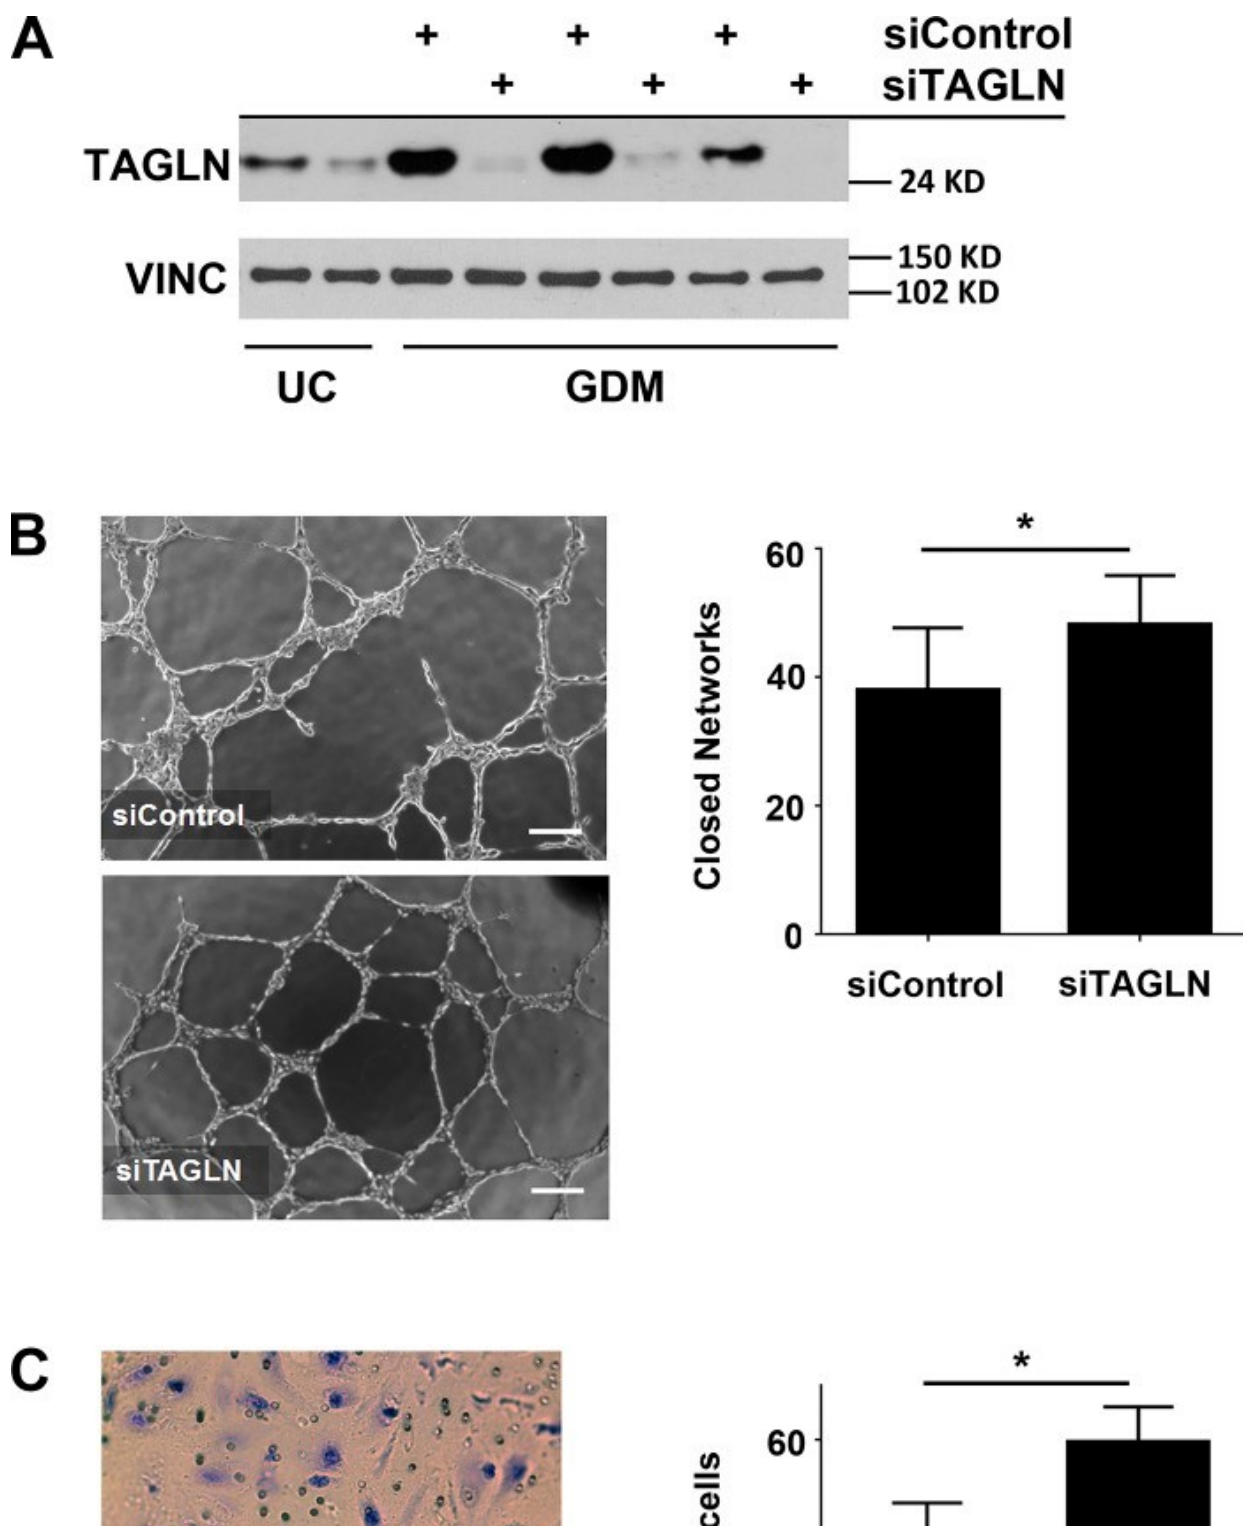 A
+ + + siControl
+ + + siTAGLN
TAGLN
24 KD
VINC
150 KD
102 KD
UC GDM
B
siControl
siTAGLN
*
60
40
20
0
Closed Networks
siControl siTAGLN
C
*
60
cells